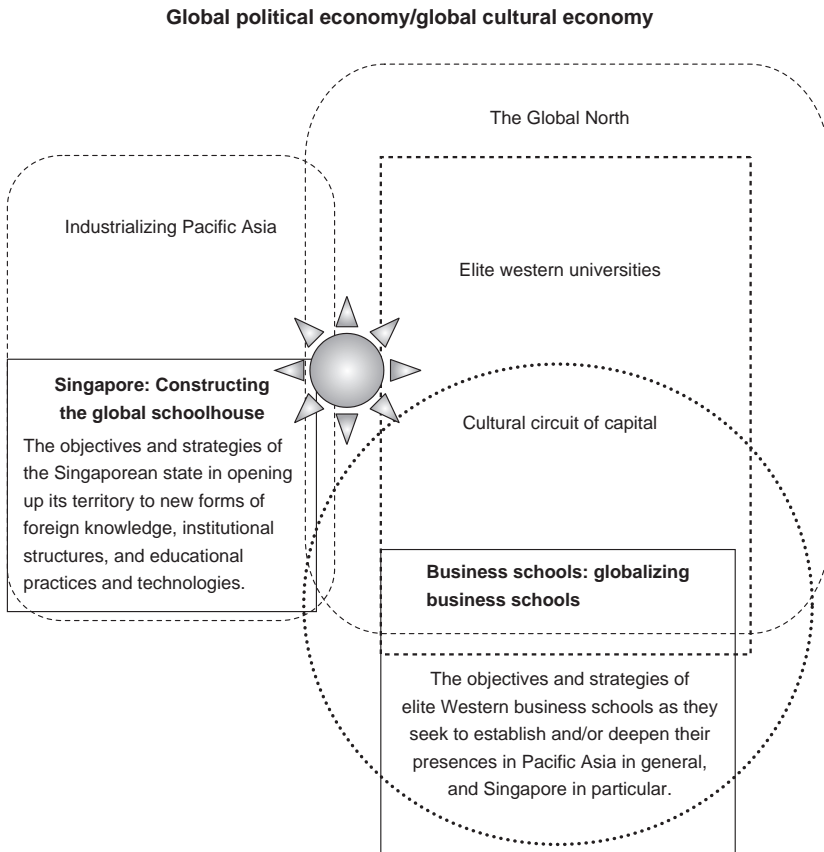 Global political economy/global cultural economy
The Global North
Industrializing Pacific Asia
Elite western universities
Singapore: Constructing
the global schoolhouse
The objectives and strategies of
the Singaporean state in opening
up its territory to new forms of
foreign knowledge, institutional
structures, and educational
practices and technologies.
Cultural circuit of capital
Business schools: globalizing
business schools
The objectives and strategies of
elite Western business schools as they
seek to establish and/or deepen their
presences in Pacific Asia in general,
and Singapore in particular.